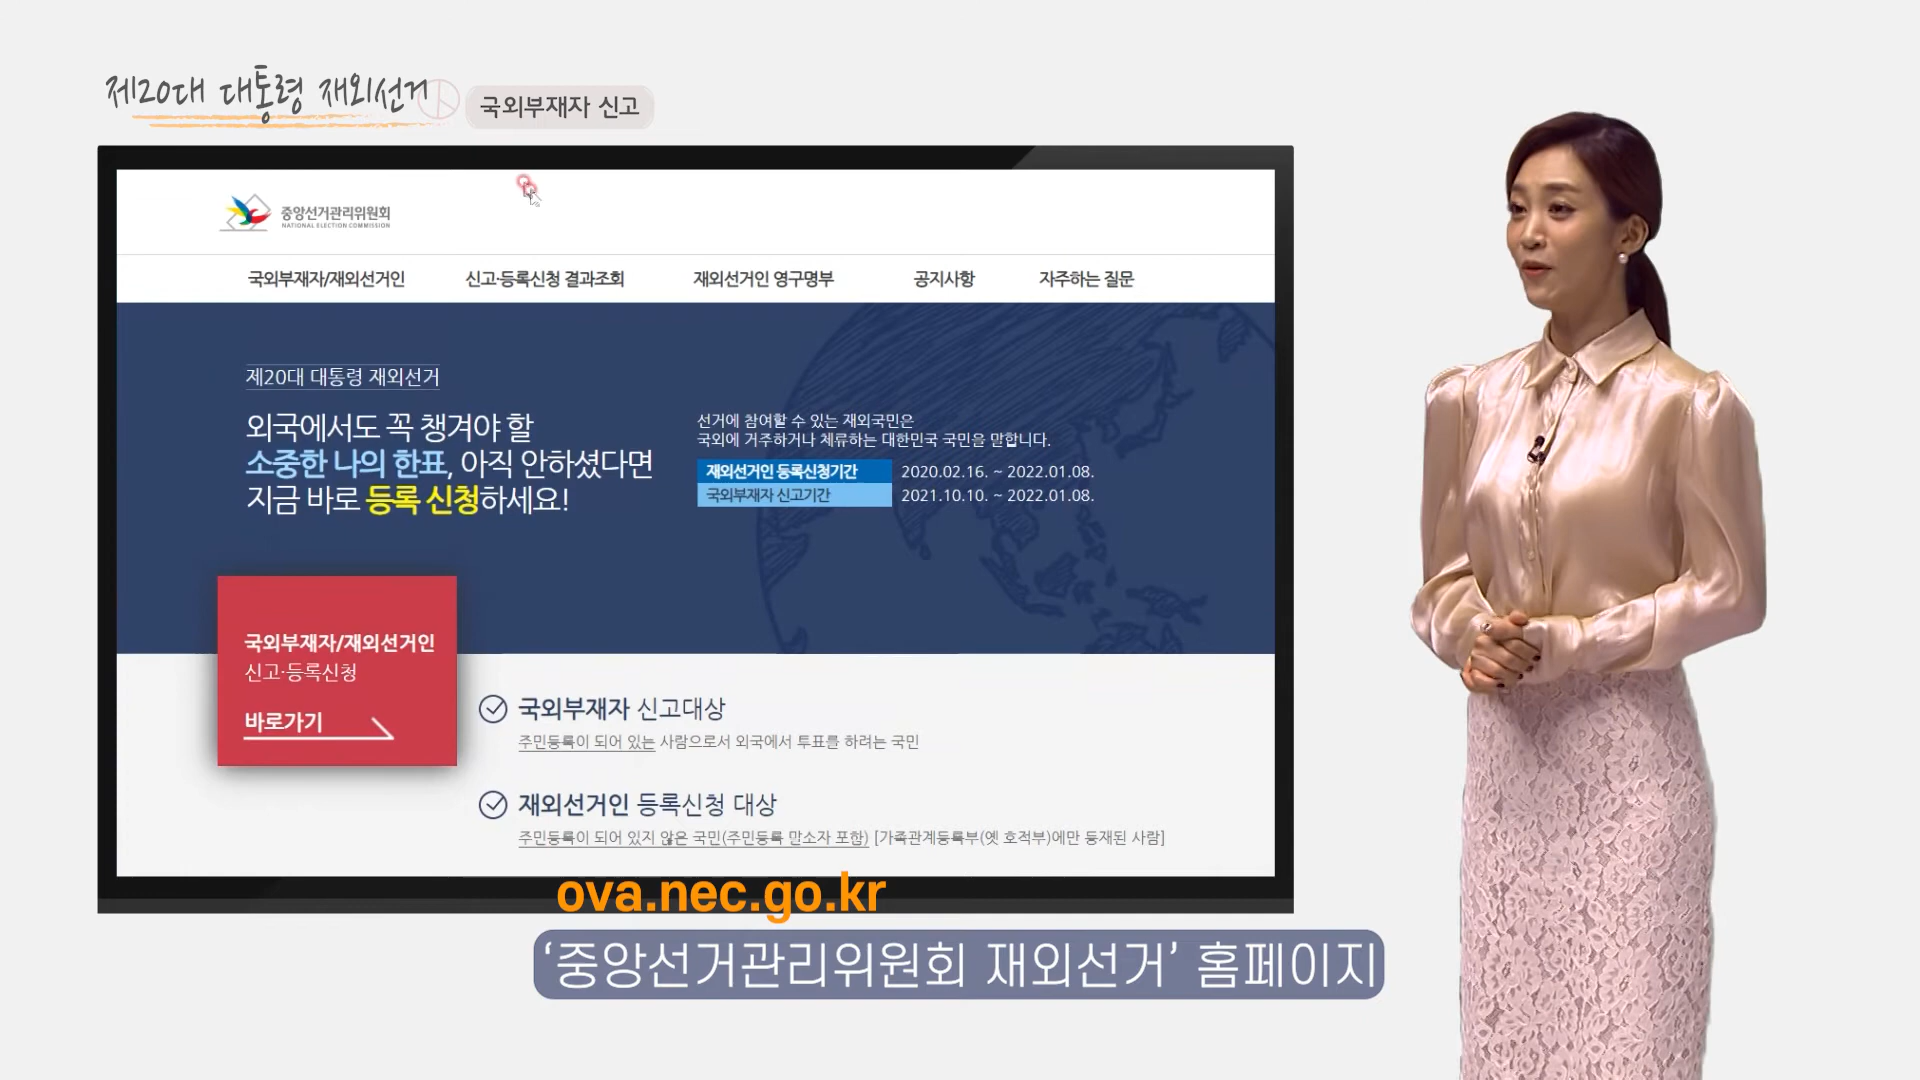 제20대 대통령 재외선거
국외부재자 신고
중앙선거관리위원회
NATIONAL ELECTION COMMISSION
국외부재자/재외선거인
신고·등록신청 결과조회
재외선거인 영구명부
공지사항
자주하는 질문
제20대 대통령 재외선거
외국에서도 꼭 챙겨야 할
소중한 나의 한표, 아직 안하셨다면
지금 바로 등록 신청하세요!
선거에 참여할 수 있는 재외국민은
국외에 거주하거나 체류하는 대한민국 국민을 말합니다.
재외선거인 등록신청기간 2020.02.16. ~ 2022.01.08.
국외부재자 신고기간 2021.10.10. ~ 2022.01.08.
국외부재자/재외선거인
신고·등록신청
바로가기
국외부재자 신고대상
주민등록이 되어 있는 사람으로서 외국에서 투표를 하려는 국민
재외선거인 등록신청 대상
주민등록이 되어 있지 않은 국민(주민등록 말소자 포함) [가족관계등록부(옛 호적부)에만 등재된 사람]
ova.nec.go.kr
‘중앙선거관리위원회 재외선거’ 홈페이지